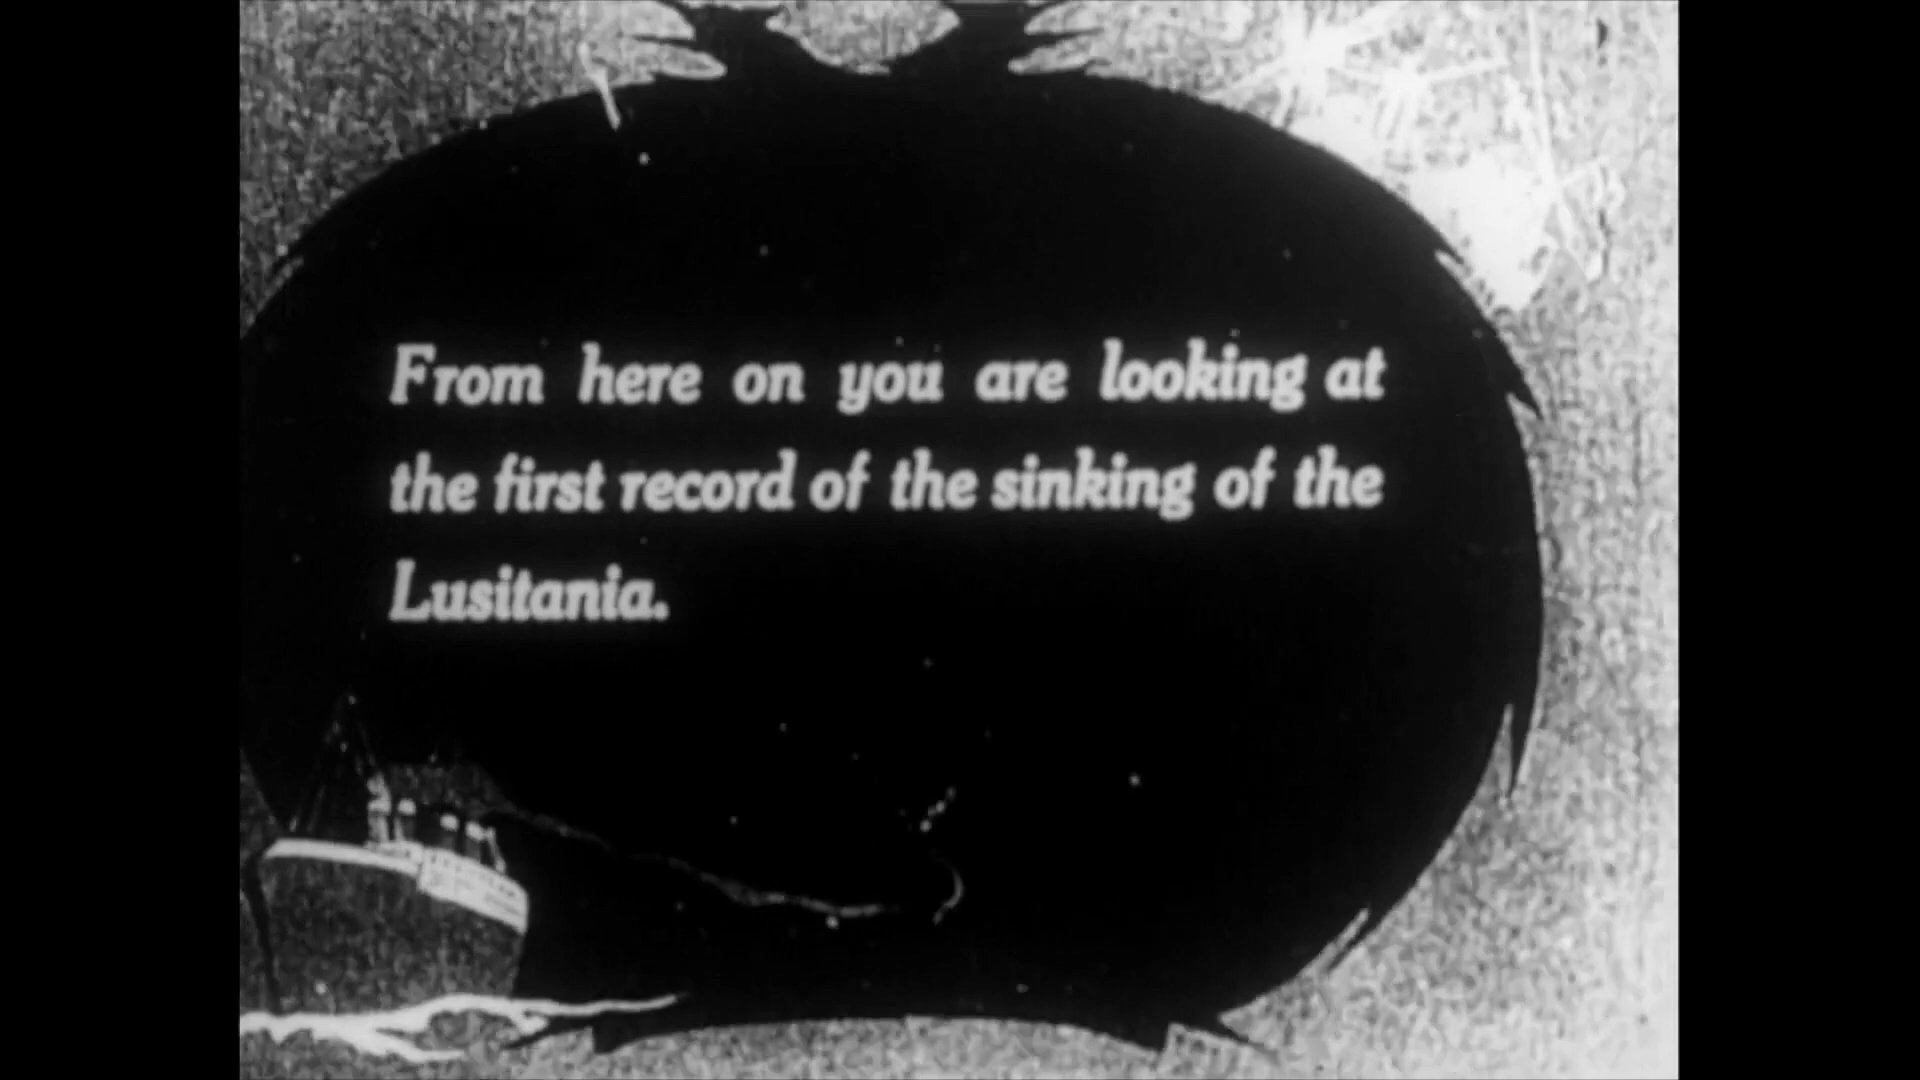 From here on you are looking at
the first record of the sinking of the
Lusitania.